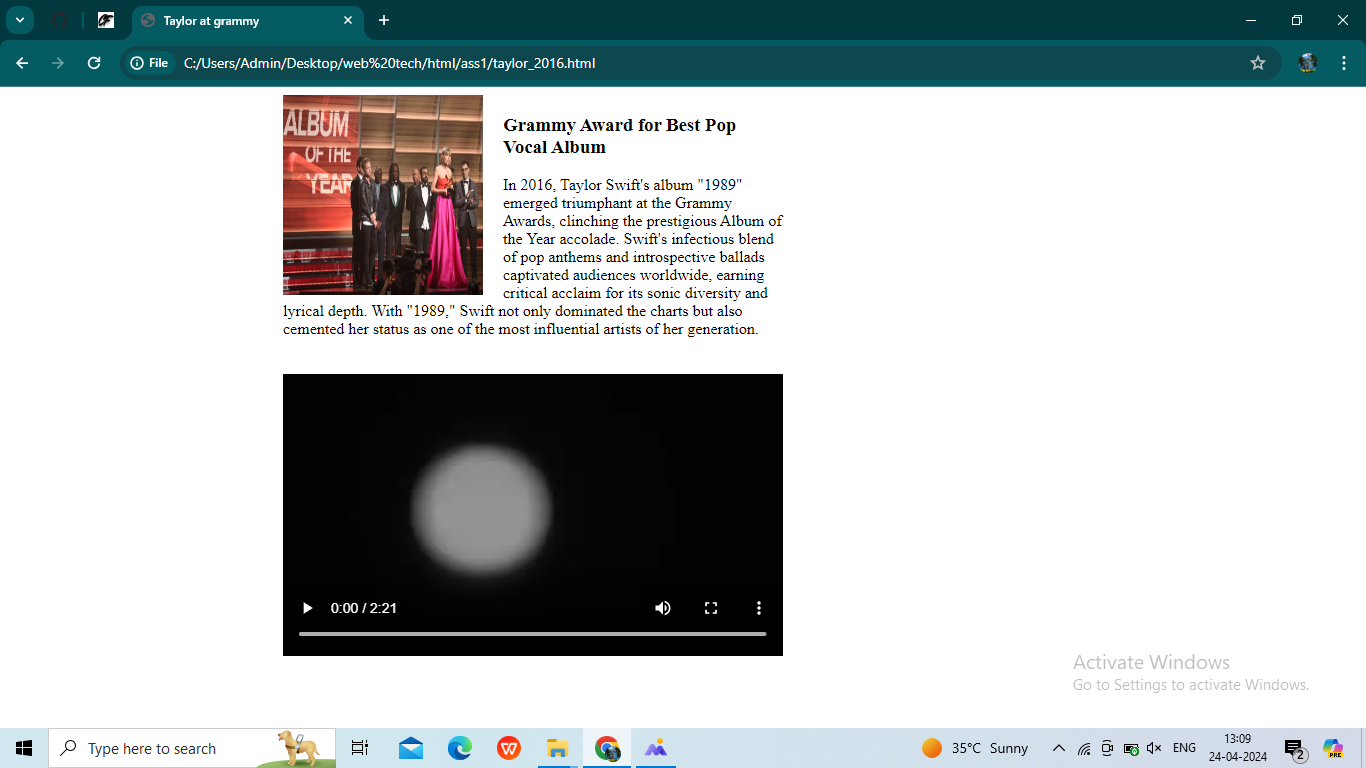 Taylor at grammy
File
C:/Users/Admin/Desktop/web%20tech/html/ass1/taylor_2016.html
ALBUM
OF THE
YEAR
Grammy Award for Best Pop
Vocal Album
In 2016, Taylor Swift's album "1989"
emerged triumphant at the Grammy
Awards, clinching the prestigious Album of
the Year accolade. Swift's infectious blend
of pop anthems and introspective ballads
captivated audiences worldwide, earning
critical acclaim for its sonic diversity and
lyrical depth. With "1989," Swift not only dominated the charts but also
cemented her status as one of the most influential artists of her generation.
0:00 / 2:21
Activate Windows
Go to Settings to activate Windows.
Type here to search
W
35°C Sunny
ENG
13:09
24-04-2024
2
PRE